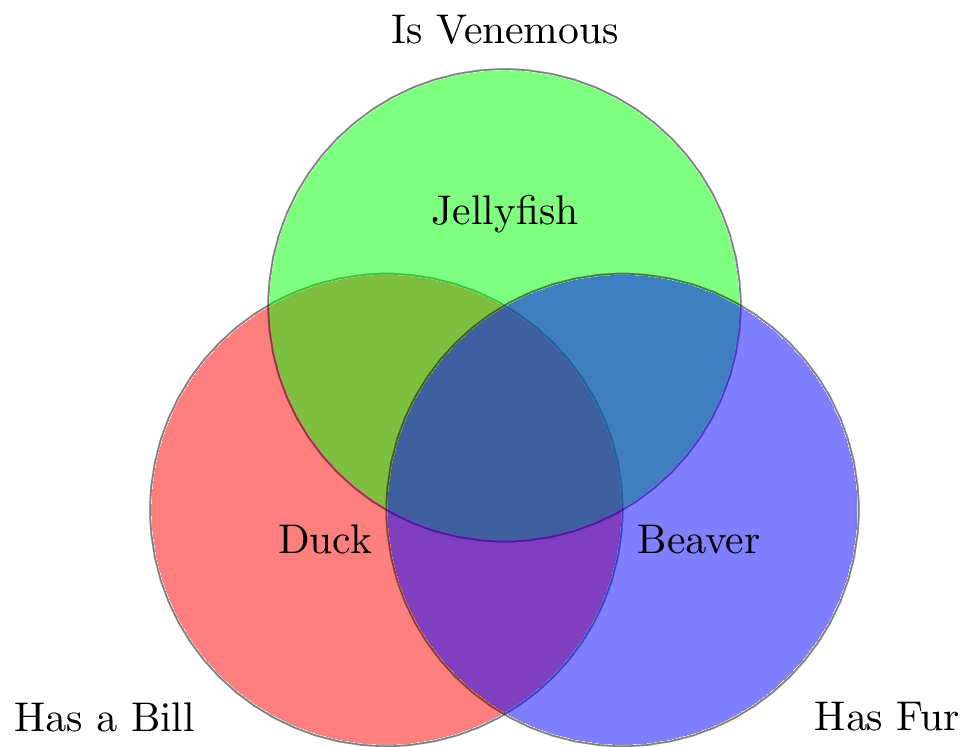 Is Venemous
Jellyfish
Duck
Beaver
Has a Bill
Has Fur